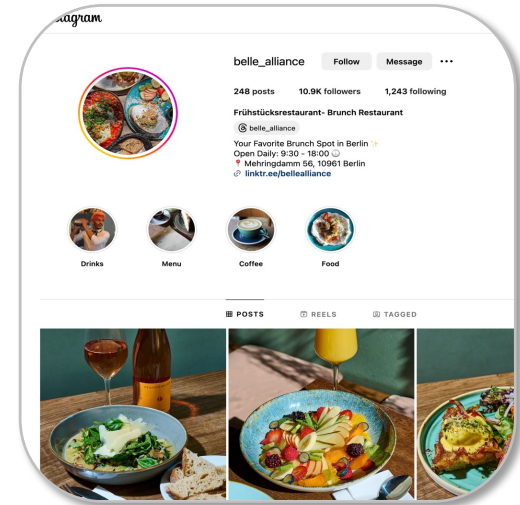 belle_alliance Follow Message •••
248 posts 10.9K followers 1,243 following
Frühstücksrestaurant- Brunch Restaurant
belle_alliance
Your Favorite Brunch Spot in Berlin ✨
Open Daily: 9:30 - 18:00
📍 Mehringdamm 56, 10961 Berlin
linktr.ee/bellealliance
Drinks Menu Coffee Food
POSTS REELS TAGGED